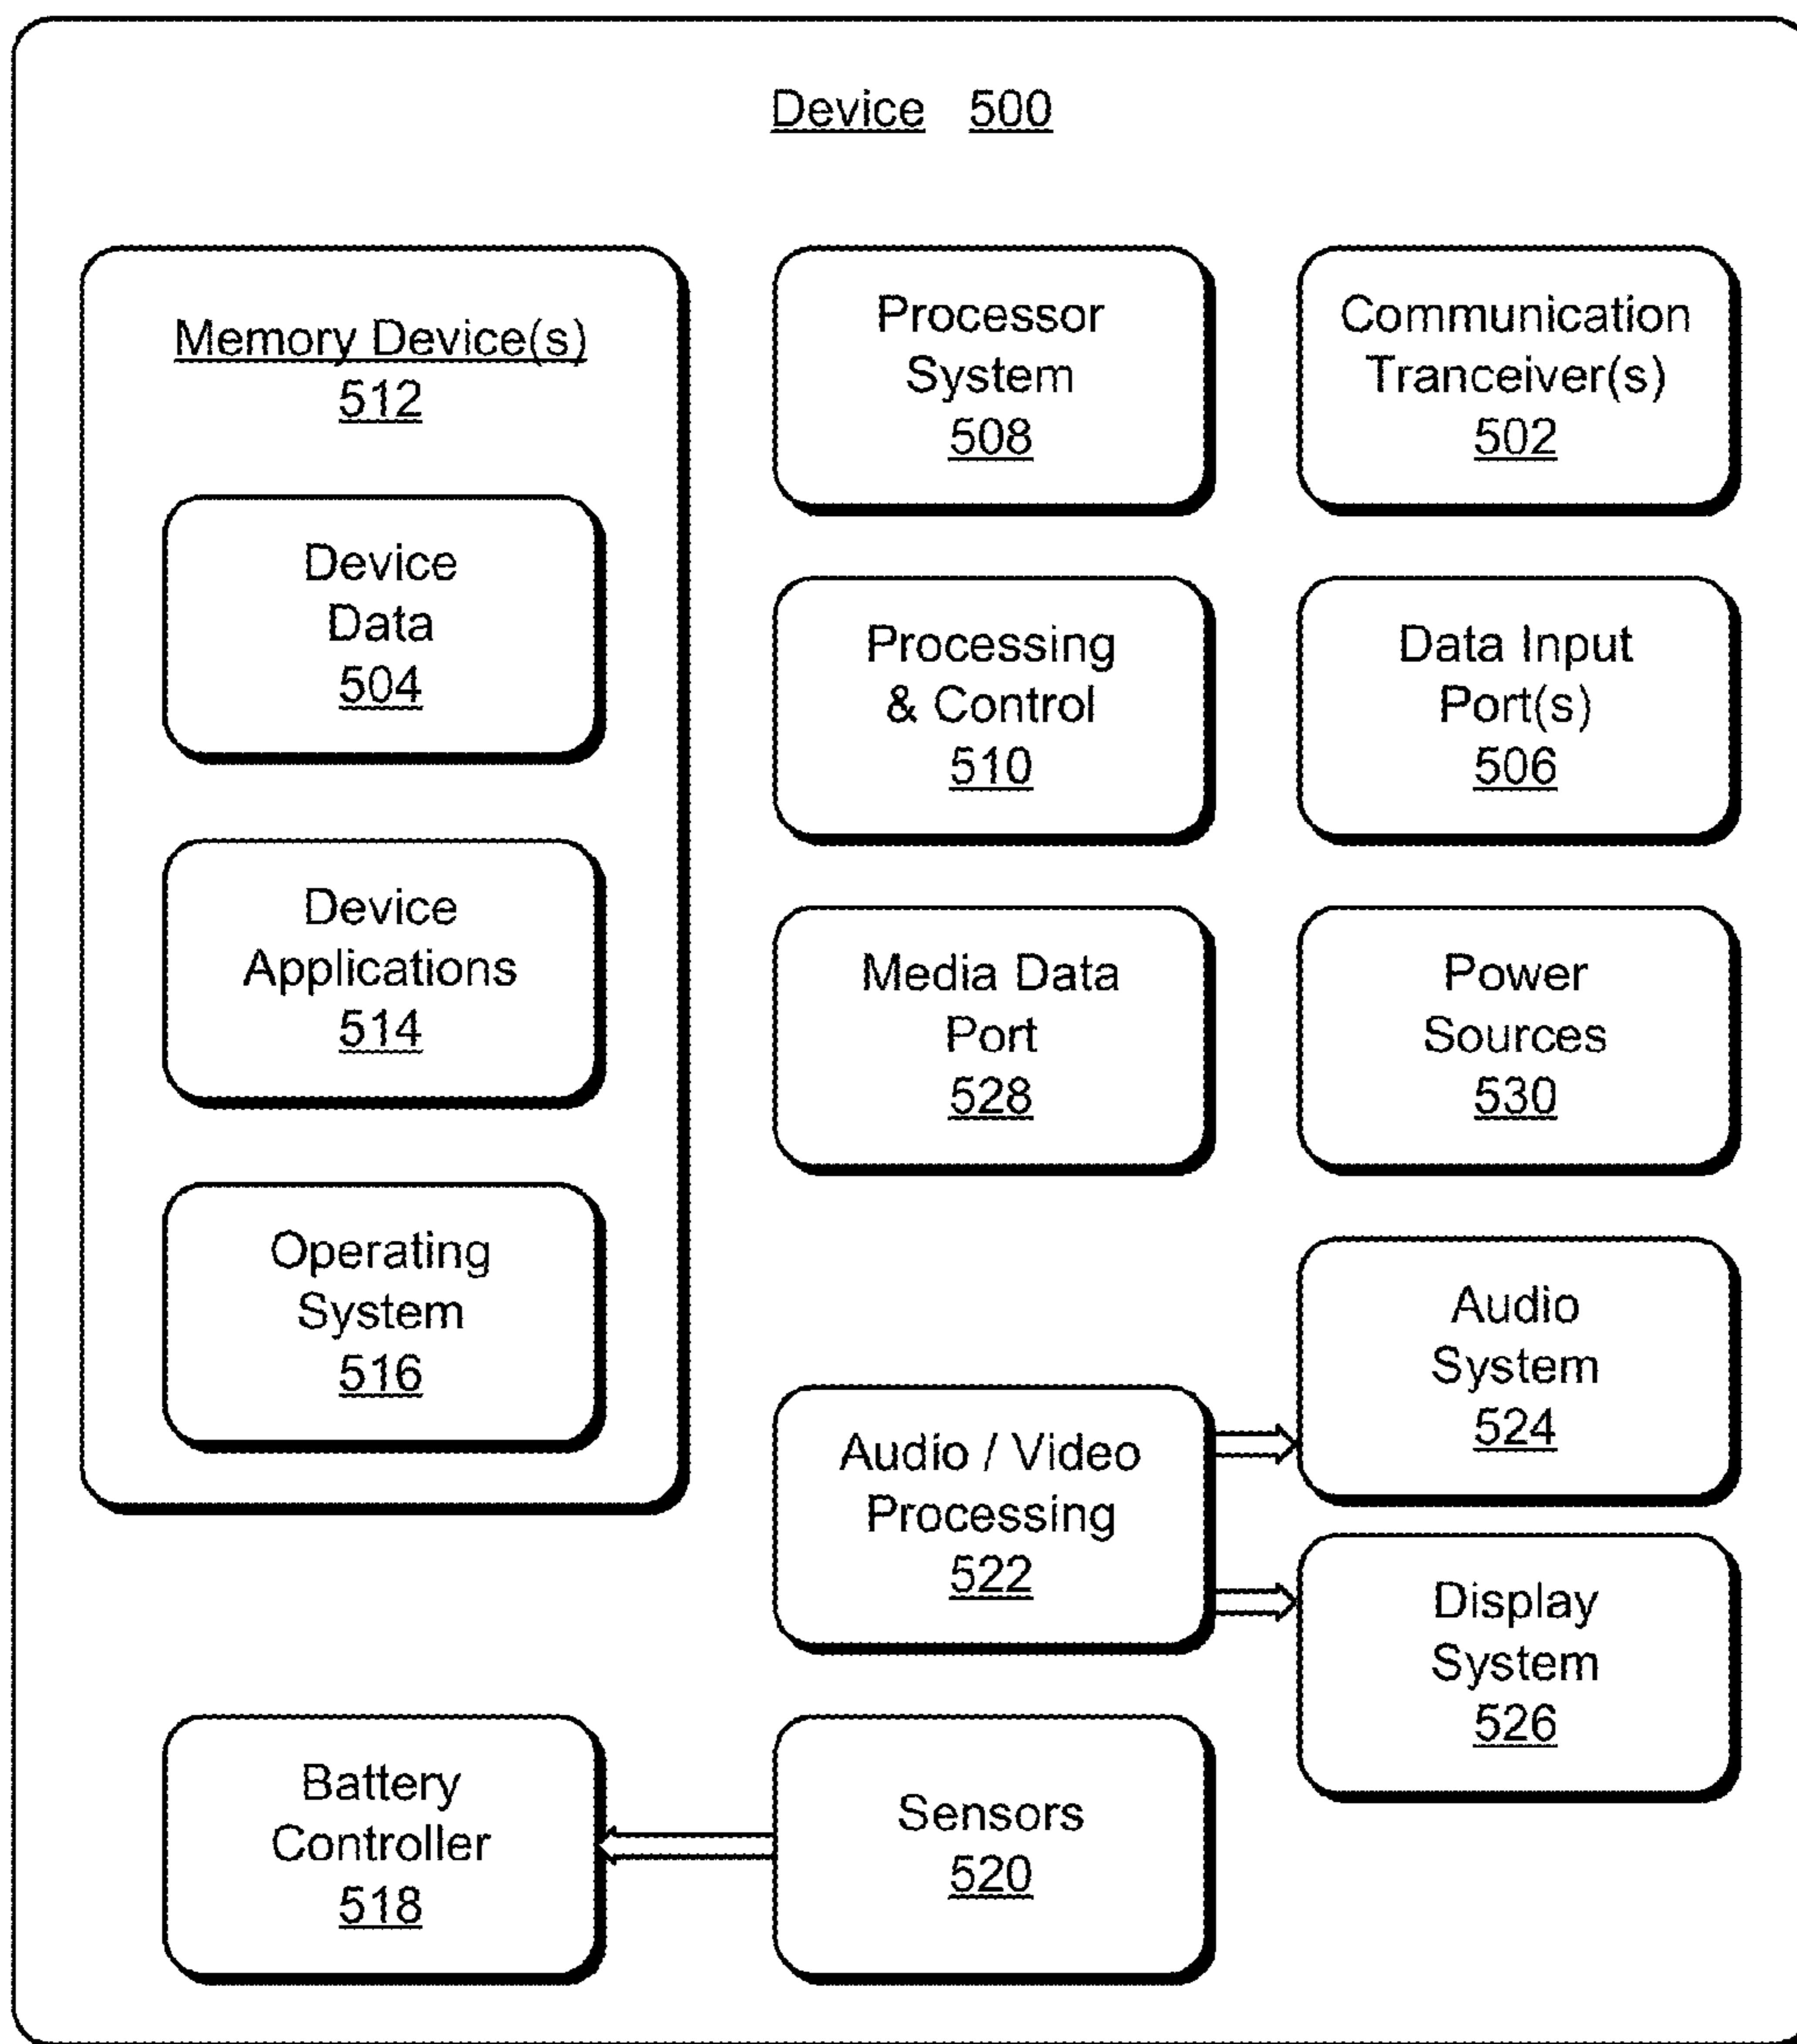 Device 500
Memory Device(s)
512
Device
Data
504
Device
Applications
514
Operating
System
516
Processor
System
508
Communication
Tranceiver(s)
502
Processing
& Control
510
Data Input
Port(s)
506
Media Data
Port
528
Power
Sources
530
Audio / Video
Processing
522
Audio
System
524
Display
System
526
Battery
Controller
518
Sensors
520